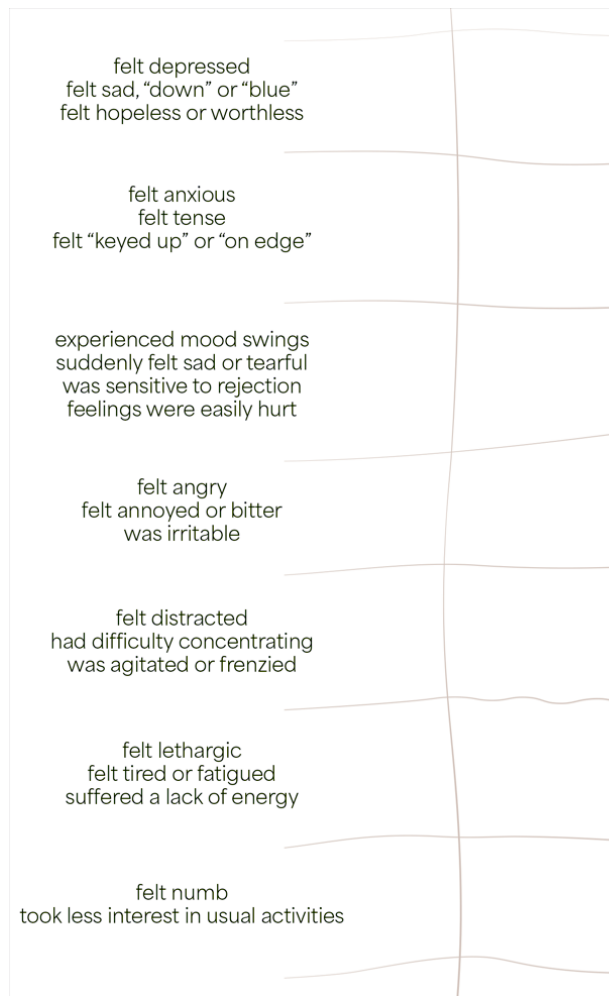 felt depressed
felt sad, “down” or “blue”
felt hopeless or worthless
felt anxious
felt tense
felt “keyed up” or “on edge”
experienced mood swings
suddenly felt sad or tearful
was sensitive to rejection
feelings were easily hurt
felt angry
felt annoyed or bitter
was irritable
felt distracted
had difficulty concentrating
was agitated or frenzied
felt lethargic
felt tired or fatigued
suffered a lack of energy
felt numb
took less interest in usual activities